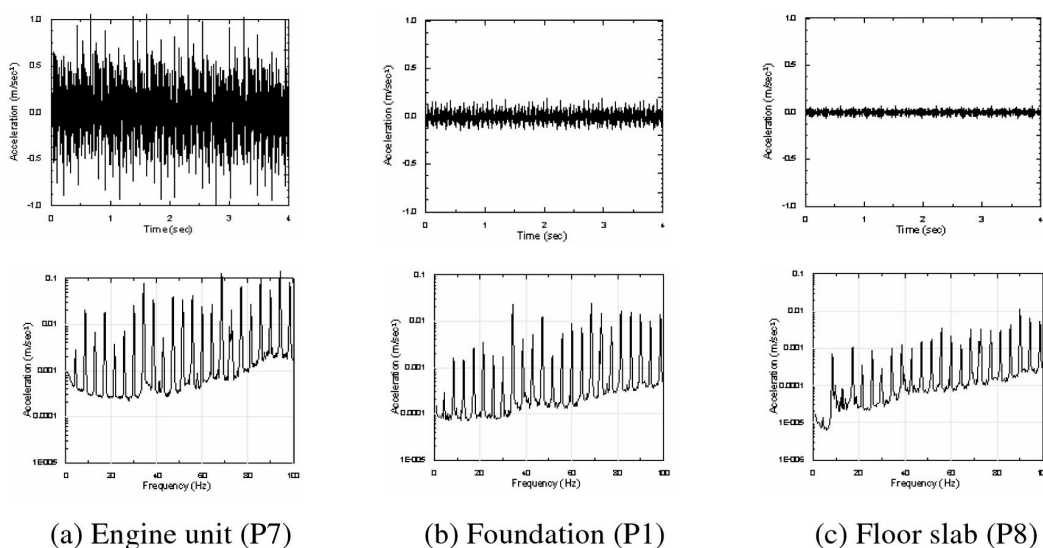 1.0
0.5
0.0
-0.5
-1.0
Acceleration (m/sec²)
0 1 2 3 4
Time (sec)
1.0
0.5
0.0
-0.5
-1.0
Acceleration (m/sec²)
0 1 2 3 4
Time (sec)
1.0
0.5
0.0
-0.5
-1.0
Acceleration (m/sec²)
0 1 2 3 4
Time (sec)
0.1
0.01
0.001
0.0001
1E-005
Acceleration (m/sec²)
0 20 40 60 80 100
Frequency (Hz)
0.1
0.01
0.001
0.0001
1E-005
Acceleration (m/sec²)
0 20 40 60 80 100
Frequency (Hz)
0.1
0.01
0.001
0.0001
1E-005
Acceleration (m/sec²)
0 20 40 60 80 100
Frequency (Hz)
(a) Engine unit (P7)
(b) Foundation (P1)
(c) Floor slab (P8)